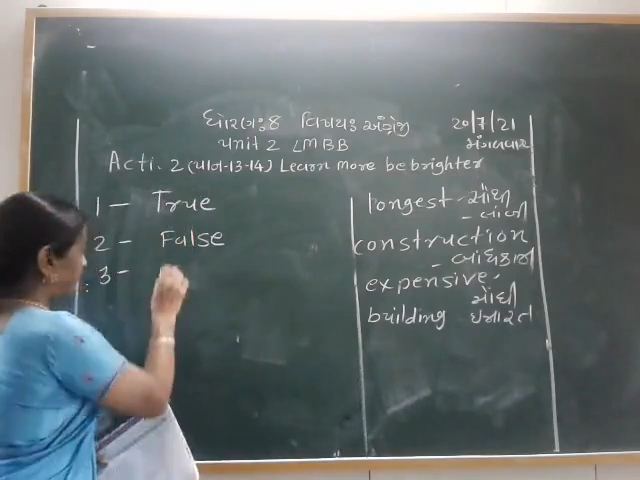 ધોરણઃ8 વિષયઃ અંગ્રેજી 20/7/21
unit 2 LMBB મંગળવાર
Acti. 2 (પાન-13-14) Learn more be brighter
1 - True
2 - False
3 -
longest - સૌથી
- લાંબી
construction
- બાંધકામ
expensive -
મોંઘી
building ઇમારત